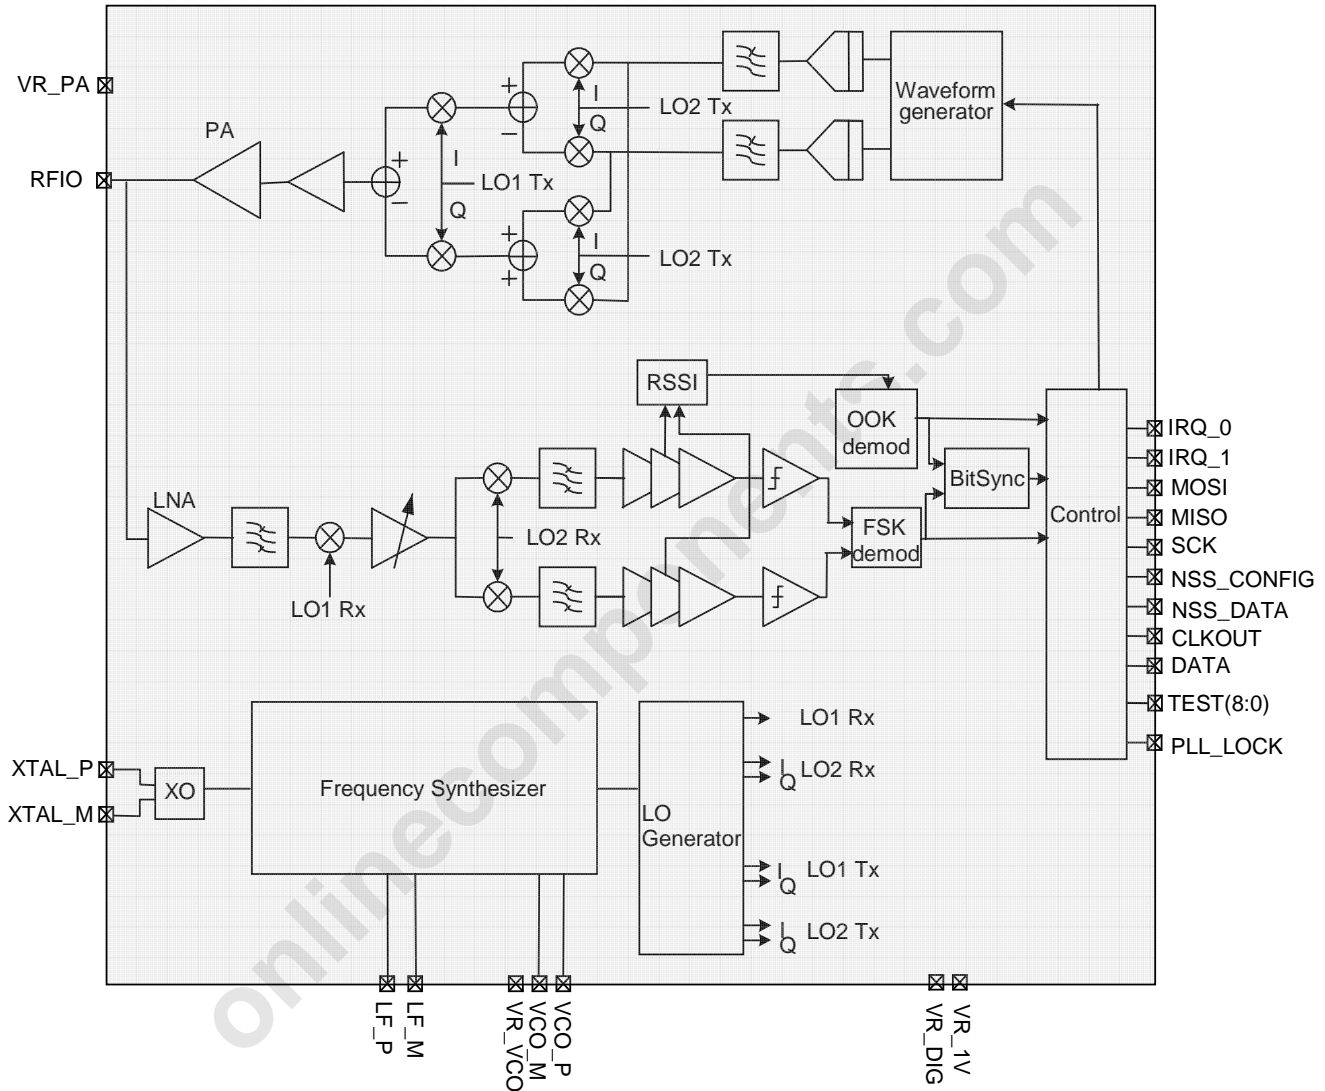 VR_PA
PA
RFIO
+
−
I
LO1 Tx
Q
+
−
I
LO2 Tx
Q
+
+
I
LO2 Tx
Q
Waveform
generator
RSSI
OOK
demod
BitSync
FSK
demod
Control
LNA
LO1 Rx
LO2 Rx
IRQ_0
IRQ_1
MOSI
MISO
SCK
NSS_CONFIG
NSS_DATA
CLKOUT
DATA
TEST(8:0)
PLL_LOCK
XTAL_P
XTAL_M
XO
Frequency Synthesizer
LO
Generator
LO1 Rx
I
Q
LO2 Rx
I
Q
LO1 Tx
I
Q
LO2 Tx
LF_P
LF_M
VR_VCO
VCO_M
VCO_P
VR_DIG
VR_1V
onlinecomponents.com